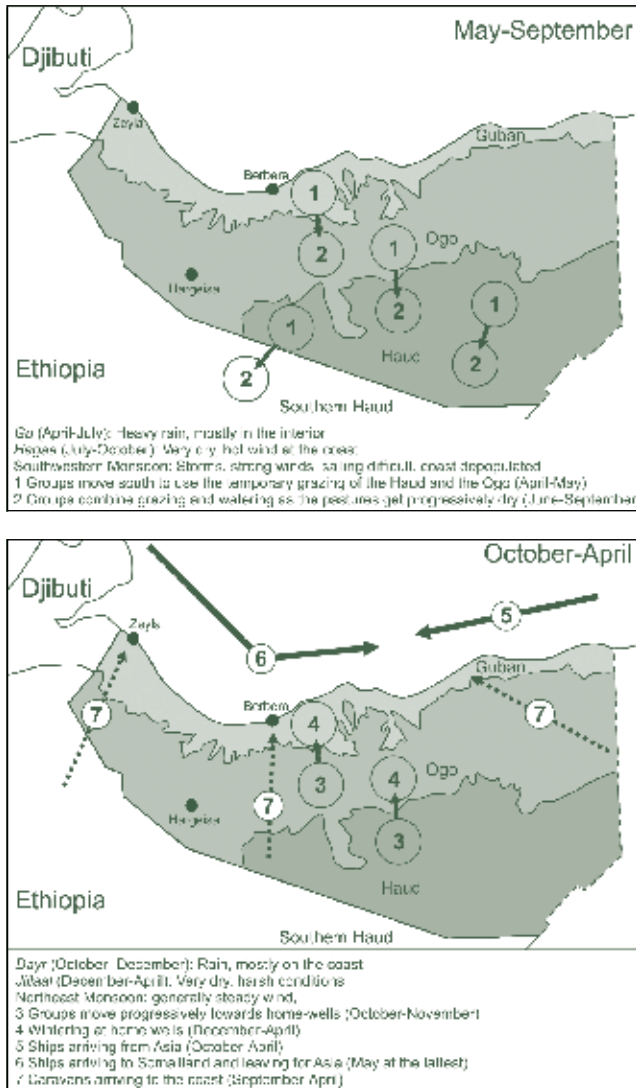 May-September
Djibuti
Zayla
Guban
Berbera
1
2
1
Ogo
2
Hargeisa
1
1
Haud
2
2
Ethiopia
Southern Haud
Gu (April-July): Heavy rain, mostly in the interior
Hagaa (July-October): Very dry, hot wind at the coast
Southwestern Monsoon: Storms, strong winds, sailing difficult, coast depopulated
1 Groups move south to use the temporary grazing of the Haud and the Ogo (April-May)
2 Groups combine grazing and watering as the pastures get progressively dry (June-September
October-April
Djibuti
5
Zayla
6
Guban
7
Berbera
4
7
Ogo
3
4
7
Hargeisa
3
Haud
Ethiopia
Southern Haud
Dayr (October-December): Rain, mostly on the coast
Jiilaal (December-April): Very dry, harsh conditions
Northeast Monsoon: generally steady wind,
3 Groups move progressively towards home-wells (October-November)
4 Wintering at home wells (December-April)
5 Ships arriving from Asia (October-April)
6 Ships arriving to Somaliland and leaving for Asia (May at the lattest)
7 Caravans arriving to the coast (September-April)